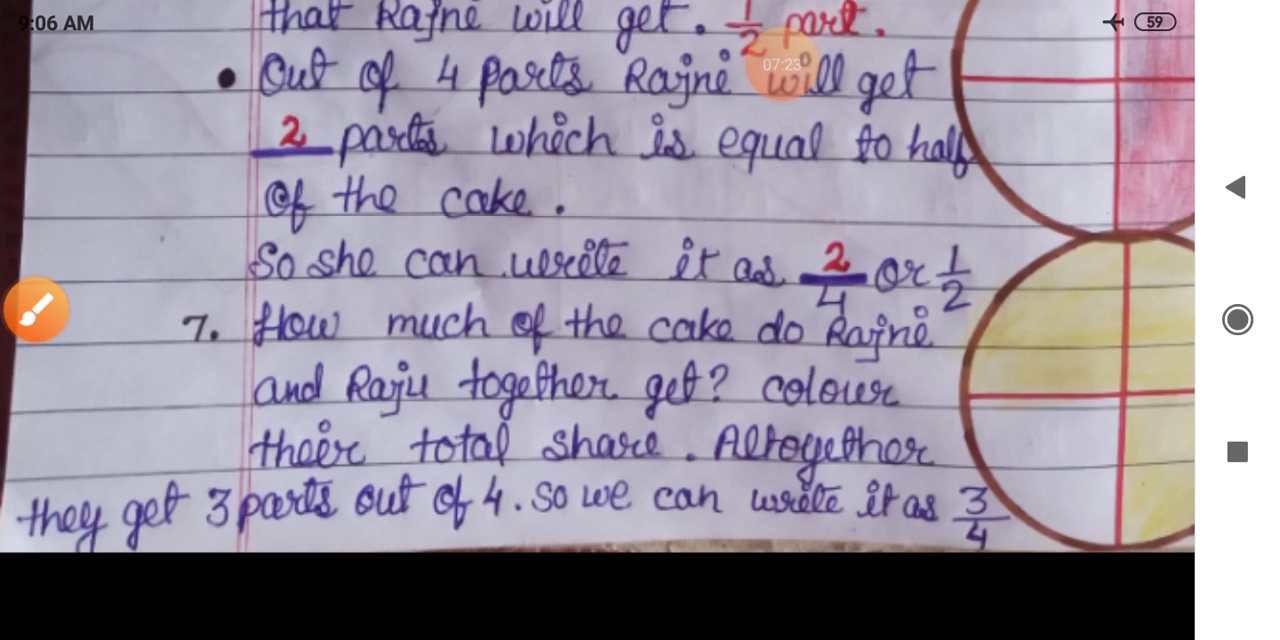 9:06 AM
59
that Rajni will get. 1/2 part.
07:23
• Out of 4 parts Rajni will get
2 parts which is equal to half
of the cake.
So she can write it as 2/4 or 1/2
7. How much of the cake do Rajni
and Raju together get? colour
their total share. Altogether
they get 3 parts out of 4. So we can write it as 3/4